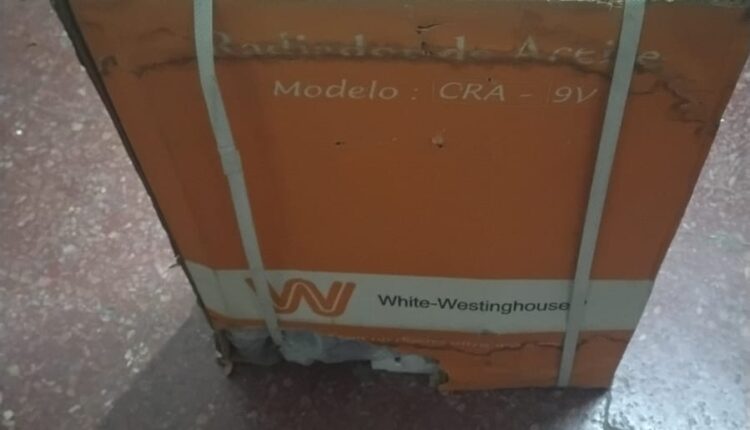 Radiador de Aceite
Modelo : CRA - 9V
White-Westinghouse